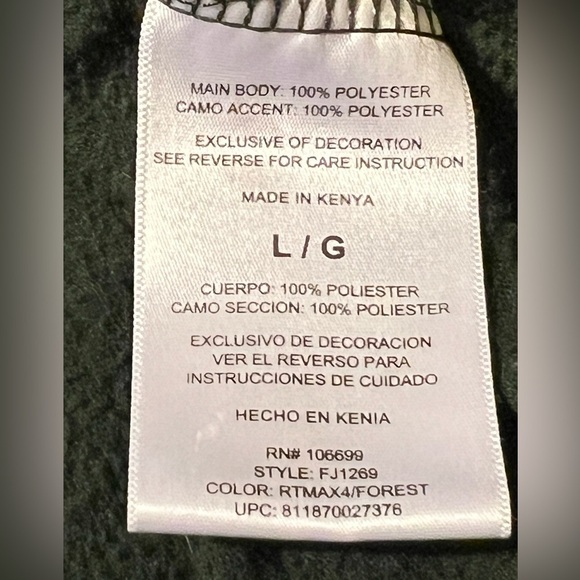 MAIN BODY: 100% POLYESTER
CAMO ACCENT: 100% POLYESTER
EXCLUSIVE OF DECORATION
SEE REVERSE FOR CARE INSTRUCTION
MADE IN KENYA
L / G
CUERPO: 100% POLIESTER
CAMO SECCION: 100% POLIESTER
EXCLUSIVO DE DECORACION
VER EL REVERSO PARA
INSTRUCCIONES DE CUIDADO
HECHO EN KENIA
RN# 106699
STYLE: FJ1269
COLOR: RTMAX4/FOREST
UPC: 811870027376